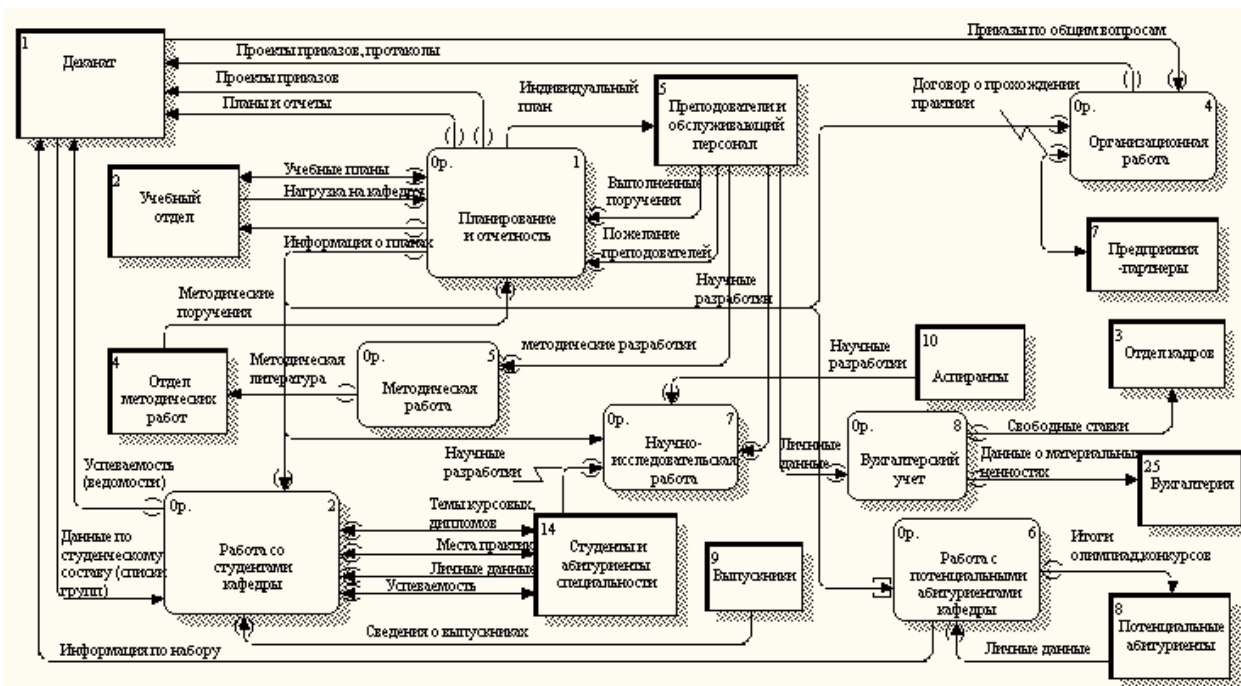 1
Деканат
Приказы по общим вопросам
Проекты приказов, протаколы
Проекты приказов
Планы и отчеты
Индивидуальный
план
5
Преподователи и
обслуживающий
персонал
Договор о прохождении
практики
0р. 4
Организационная
работа
2
Учебный
отдел
Учебные планы
Нагрузка на кафедру
Информация о планах
0р. 1
Планирование
и отчетность
Выполненные
поручения
Пожелание
преподователей
7
Предприятия
-партнеры
Научные
разработки
Методические
поручения
4
Отдел
методических
работ
Методическая
литература
0р. 5
Методическая
работа
методические разработки
Научные
разработки
10
Аспиранты
3
Отдел кадров
0р. 7
Научно-
исследовательская
работа
Научные
разработки
Личнные
данные
0р. 8
Бухгалтерский
учет
Свободные ставки
Данные о материальных
ценностях
25
Бухгалтерия
Успеваемость
(ведомости)
0р. 2
Работа со
студентами
кафедры
Данные по
студенческому
составу (списки
групп)
Темы курсовых,
дипломов
Места практик
Личные данные
Успеваемость
14
Студенты и
абитуриенты
специальности
9
Выпускники
0р. 6
Работа с
потенциальными
абитуриентами
кафедры
Итоги
олимпиад,конкурсов
8
Потенциальные
абитуриенты
Личные данные
Сведения о выпускниках
Информация по набору